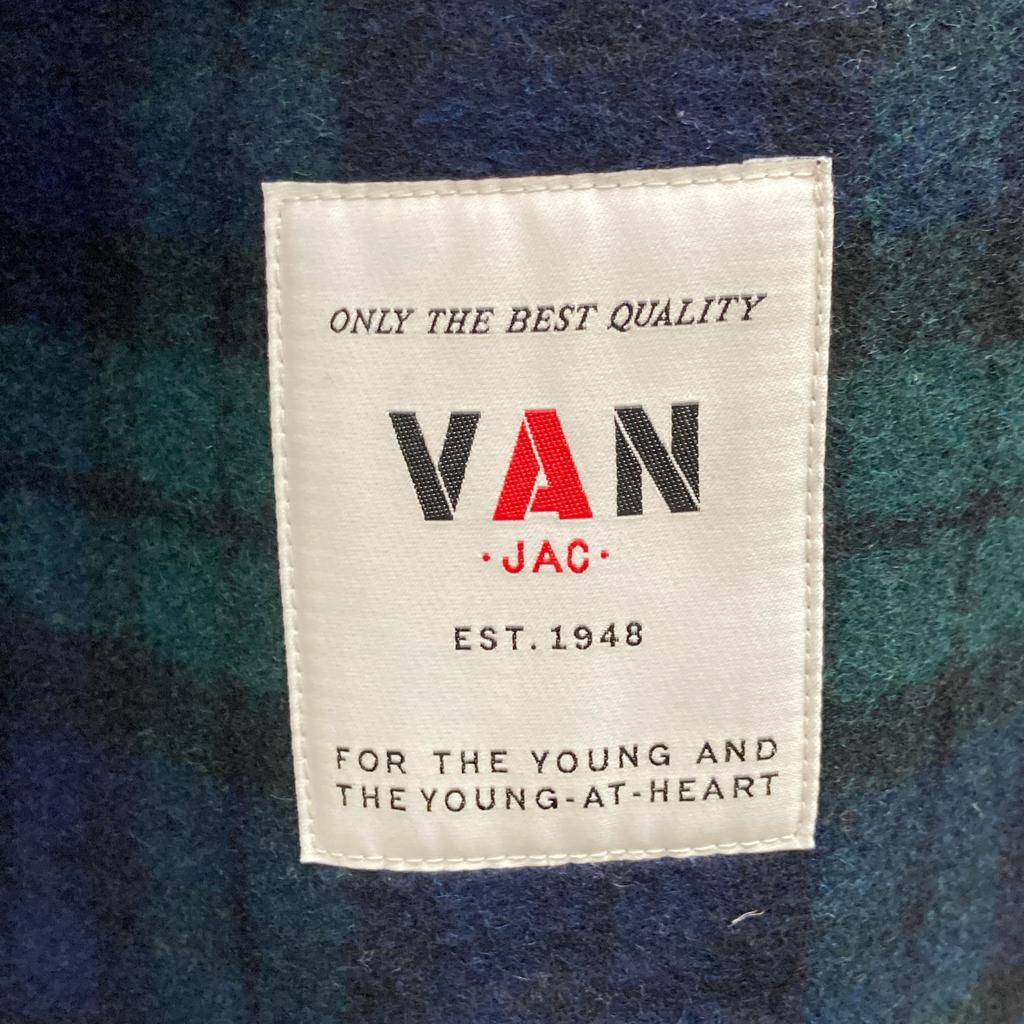 ONLY THE BEST QUALITY
VAN
·JAC·
EST. 1948
FOR THE YOUNG AND
THE YOUNG-AT-HEART